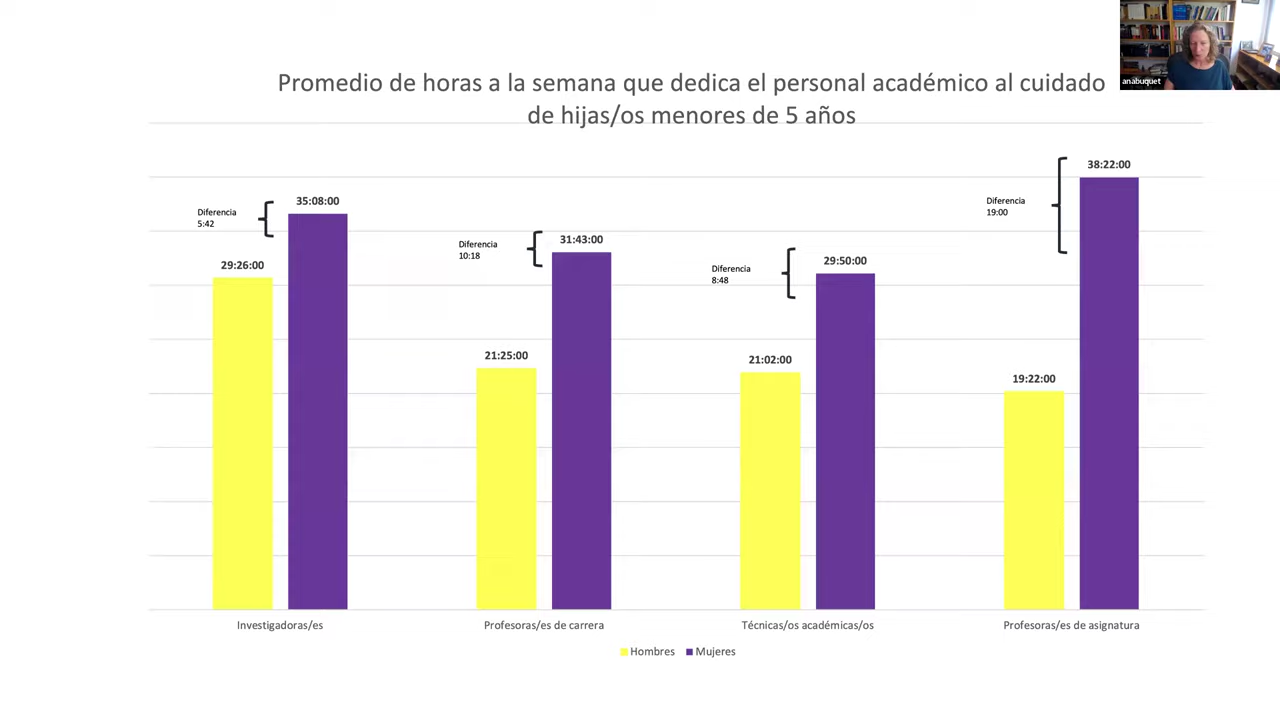 anabuquet
Promedio de horas a la semana que dedica el personal académico al cuidado
de hijas/os menores de 5 años
Diferencia
5:42
29:26:00
35:08:00
Diferencia
10:18
21:25:00
31:43:00
Diferencia
8:48
21:02:00
29:50:00
Diferencia
19:00
19:22:00
38:22:00
Investigadoras/es
Profesoras/es de carrera
Técnicas/os académicas/os
Profesoras/es de asignatura
Hombres
Mujeres